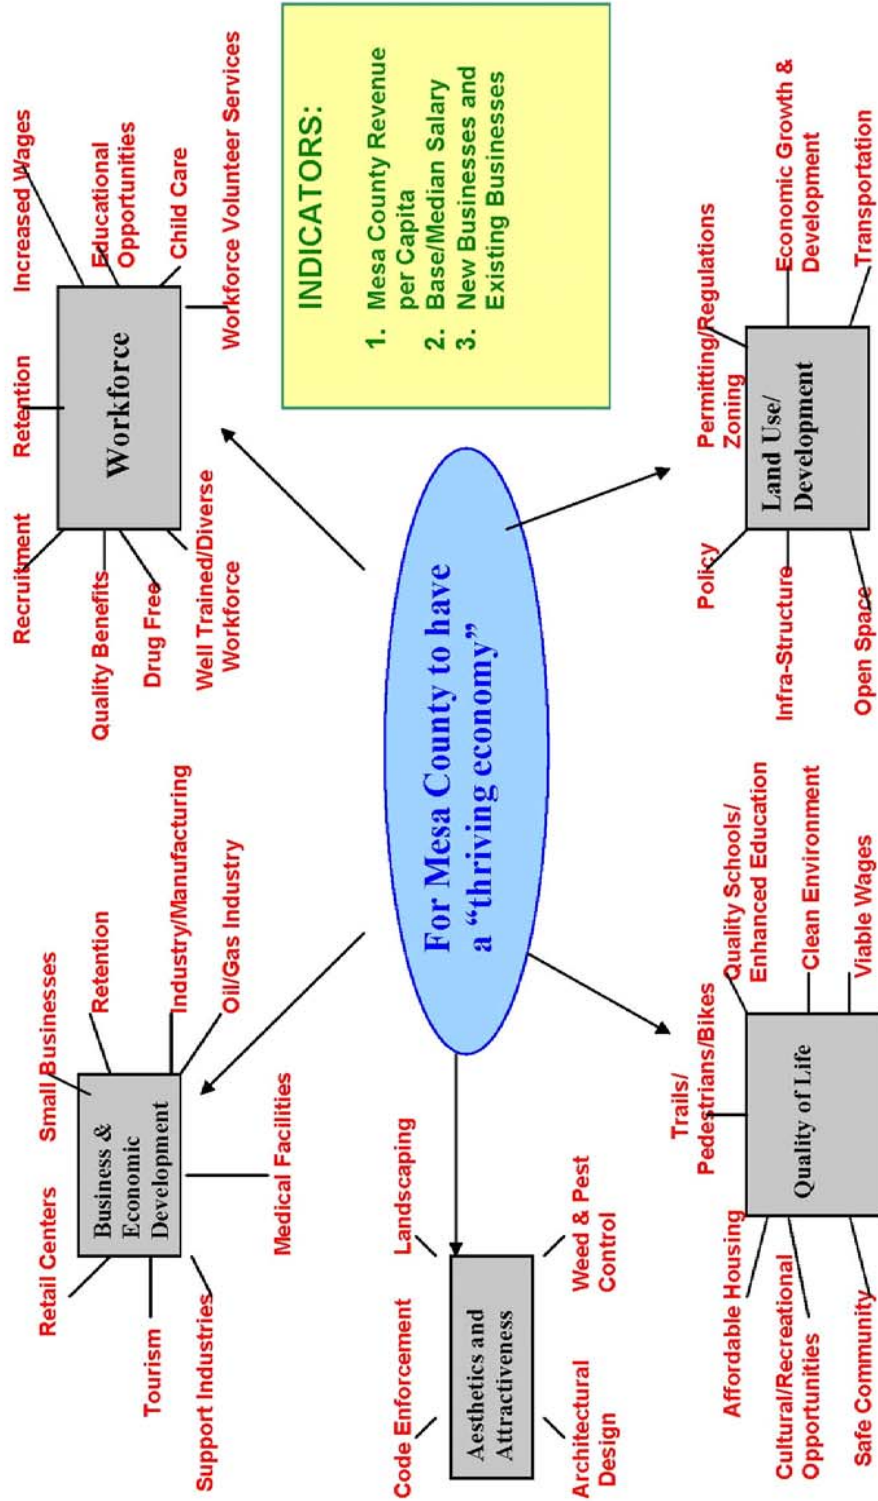 Retail Centers
Small Businesses
Retention
Industry/Manufacturing
Oil/Gas Industry
Medical Facilities
Tourism
Support Industries
Business &
Economic
Development
Recruitment
Retention
Increased Wages
Educational
Opportunities
Child Care
Workforce Volunteer Services
Quality Benefits
Drug Free
Well Trained/Diverse
Workforce
Workforce
Code Enforcement
Landscaping
Aesthetics and
Attractiveness
Architectural
Design
Weed & Pest
Control
For Mesa County to have
a “thriving economy”
INDICATORS:
1. Mesa County Revenue
per Capita
2. Base/Median Salary
3. New Businesses and
Existing Businesses
Affordable Housing
Trails/
Pedestrians/Bikes
Quality Schools/
Enhanced Education
Clean Environment
Viable Wages
Cultural/Recreational
Opportunities
Safe Community
Quality of Life
Policy
Permitting/Regulations
Zoning
Economic Growth &
Development
Transportation
Infra-Structure
Open Space
Land Use/
Development